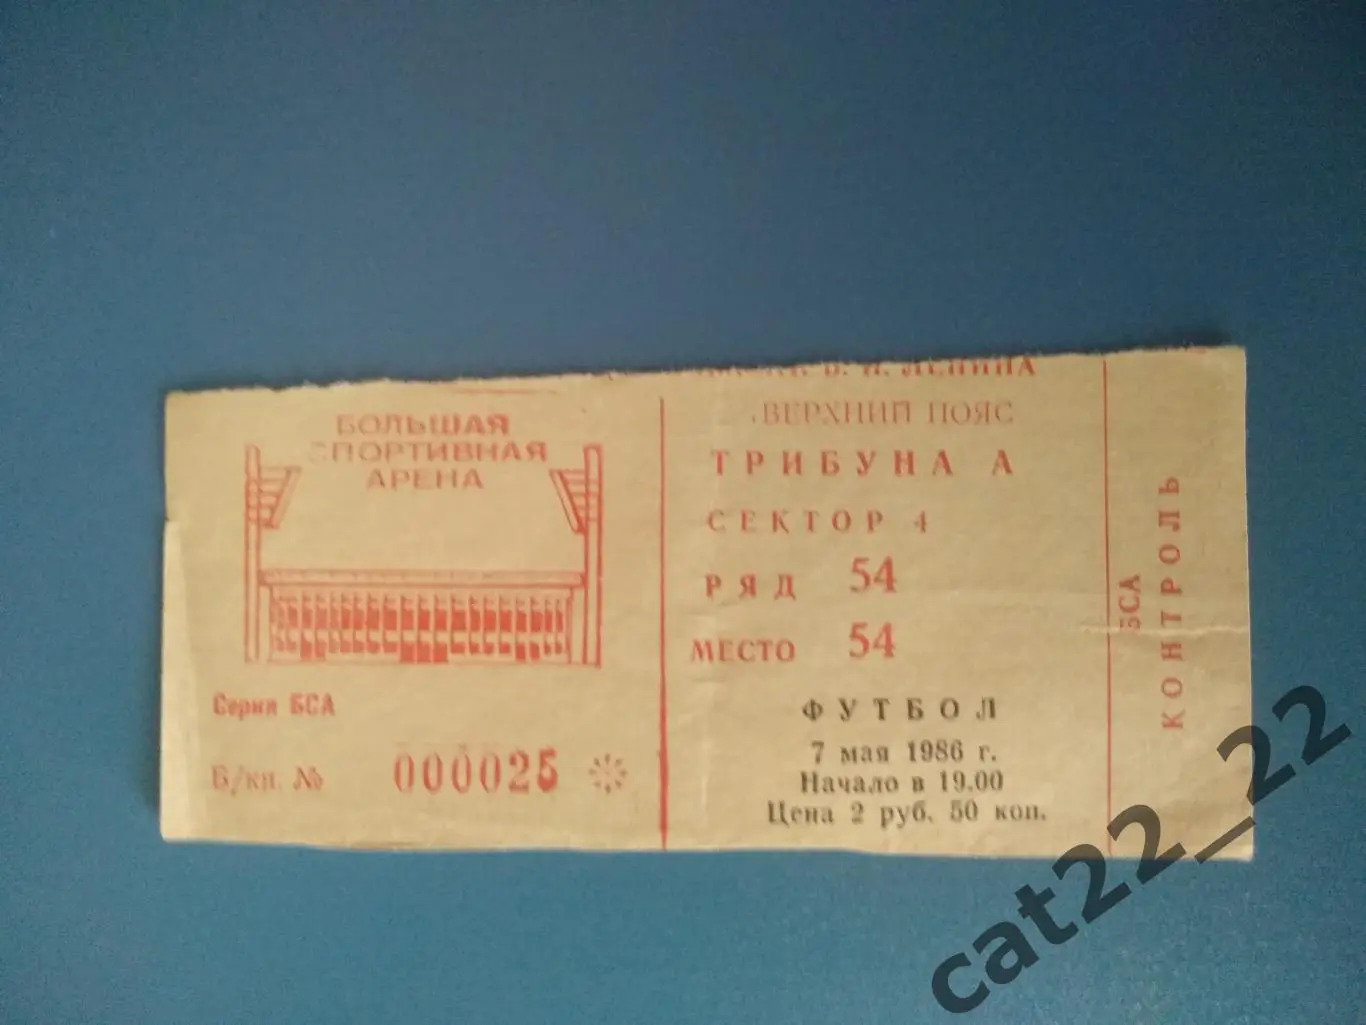 БОЛЬШАЯ
СПОРТИВНАЯ
АРЕНА
Серия БСА
Б/кн. № 000025
В. И. ЛЕНИНА
ВЕРХНИЙ ПОЯС
ТРИБУНА А
СЕКТОР 4
РЯД 54
МЕСТО 54
ФУТБОЛ
7 мая 1986 г.
Начало в 19.00
Цена 2 руб. 50 коп.
БСА
КОНТРОЛЬ
cat22_22